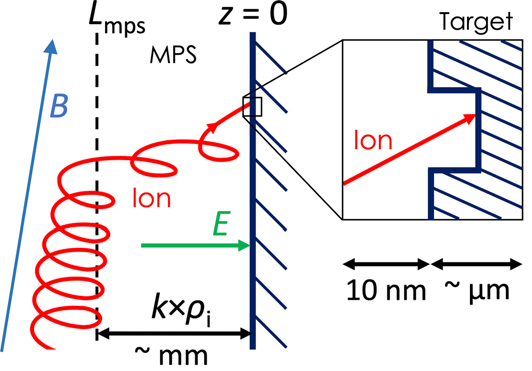 L_mps
z = 0
Target
MPS
B
Ion
Ion
E
k×ρ_i
~ mm
10 nm
~ μm